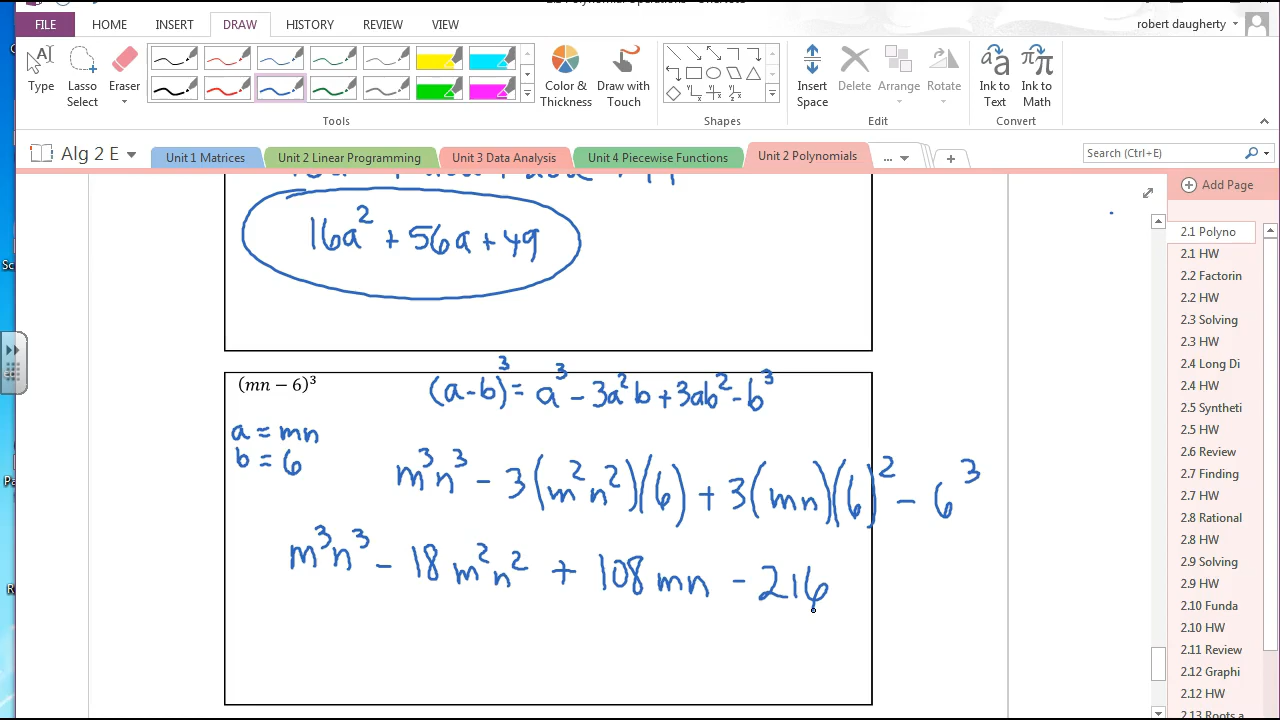 FILE HOME INSERT DRAW HISTORY REVIEW VIEW
robert daugherty
Type
Lasso Select
Eraser
Color & Thickness
Draw with Touch
Insert Space
Delete
Arrange
Rotate
Ink to Text
Ink to Math
Tools Shapes Edit Convert
Alg 2 E
Unit 1 Matrices
Unit 2 Linear Programming
Unit 3 Data Analysis
Unit 4 Piecewise Functions
Unit 2 Polynomials
...
Search (Ctrl+E)
16a² + 56a + 49
(mn − 6)³
(a-b)³ = a³ - 3a²b + 3ab² - b³
a = mn
b = 6
m³n³ - 3(m²n²)(6) + 3(mn)(6)² - 6³
m³n³ - 18m²n² + 108mn - 216
Add Page
2.1 Polyno
2.1 HW
2.2 Factorin
2.2 HW
2.3 Solving
2.3 HW
2.4 Long Di
2.4 HW
2.5 Syntheti
2.5 HW
2.6 Review
2.7 Finding
2.7 HW
2.8 Rational
2.8 HW
2.9 Solving
2.9 HW
2.10 Funda
2.10 HW
2.11 Review
2.12 Graphi
2.12 HW
2.13 Roots a